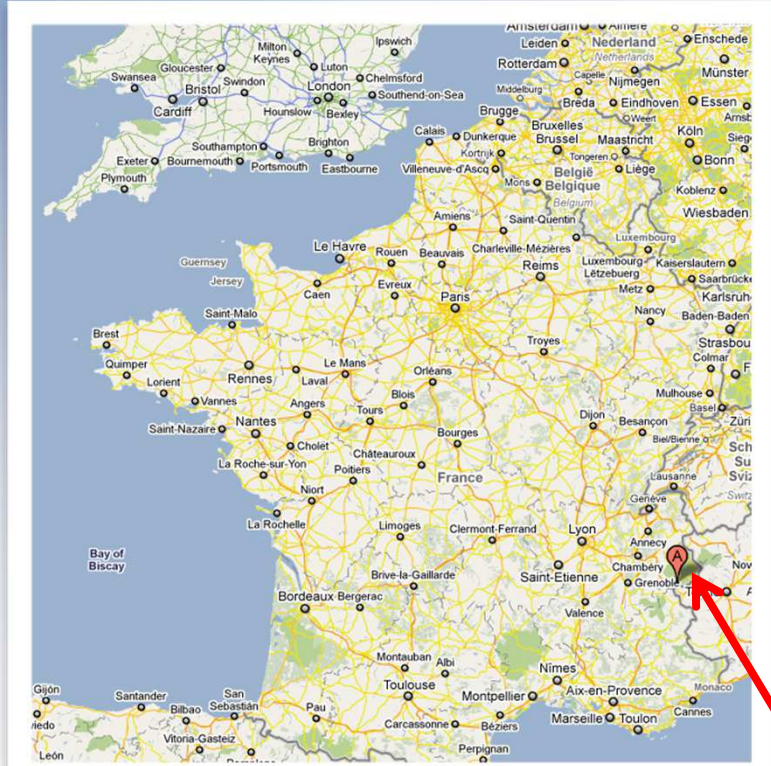 Amsterdam
Almere
Leiden
Nederland
Netherlands
Enschede
Rotterdam
Ipswich
Milton
Keynes
Gloucester
Luton
Capelle
Nijmegen
Münster
Swansea
Swindon
London
Chelmsford
Bristol
Southend-on-Sea
Middelburg
Breda
Eindhoven
Essen
Cardiff
Hounslow
Bexley
Brugge
Weert
Bruxelles
Brussel
Maastricht
Köln
Southampton
Brighton
Calais
Dunkerque
Exeter
Bournemouth
Portsmouth
Eastbourne
Kortrijk
Tongeren
Bonn
Villeneuve-d'Ascq
België
Belgique
Belgium
Liège
Plymouth
Mons
Koblenz
Amiens
Saint-Quentin
Wiesbaden
Le Havre
Rouen
Beauvais
Charleville-Mézières
Luxembourg
Guernsey
Reims
Luxembourg
Lëtzebuerg
Kaiserslautern
Jersey
Caen
Evreux
Paris
Metz
Saint-Malo
Nancy
Baden-Baden
Brest
Troyes
Quimper
Le Mans
Orléans
Colmar
Lorient
Rennes
Laval
Vannes
Angers
Blois
Mulhouse
Tours
Dijon
Basel
Saint-Nazaire
Nantes
Besançon
Bourges
Biel/Bienne
Cholet
Châteauroux
La Roche-sur-Yon
Poitiers
France
Lausanne
Niort
Genève
La Rochelle
Limoges
Clermont-Ferrand
Lyon
Annecy
Bay of
Biscay
A
Chambéry
Brive-la-Gaillarde
Saint-Etienne
Grenoble
Bordeaux
Bergerac
Valence
Montauban
Albi
Nîmes
Gijón
Santander
San
Sebastián
Toulouse
Montpellier
Aix-en-Provence
Monaco
Bilbao
Pau
Cannes
Carcassonne
Béziers
Marseille
Toulon
Vitoria-Gasteiz
Perpignan
León